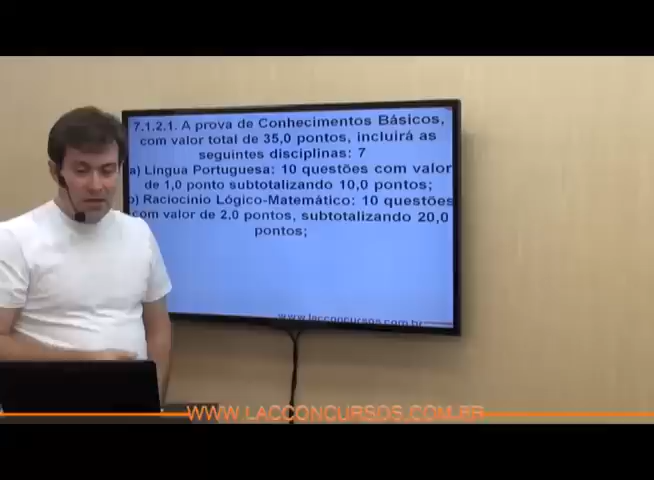 7.1.2.1. A prova de Conhecimentos Básicos,
com valor total de 35,0 pontos, incluirá as
seguintes disciplinas: 7
a) Língua Portuguesa: 10 questões com valor
de 1,0 ponto subtotalizando 10,0 pontos;
b) Raciocínio Lógico-Matemático: 10 questões
com valor de 2,0 pontos, subtotalizando 20,0
pontos;
www.lacconcursos.com.br
WWW.LACCONCURSOS.COM.BR